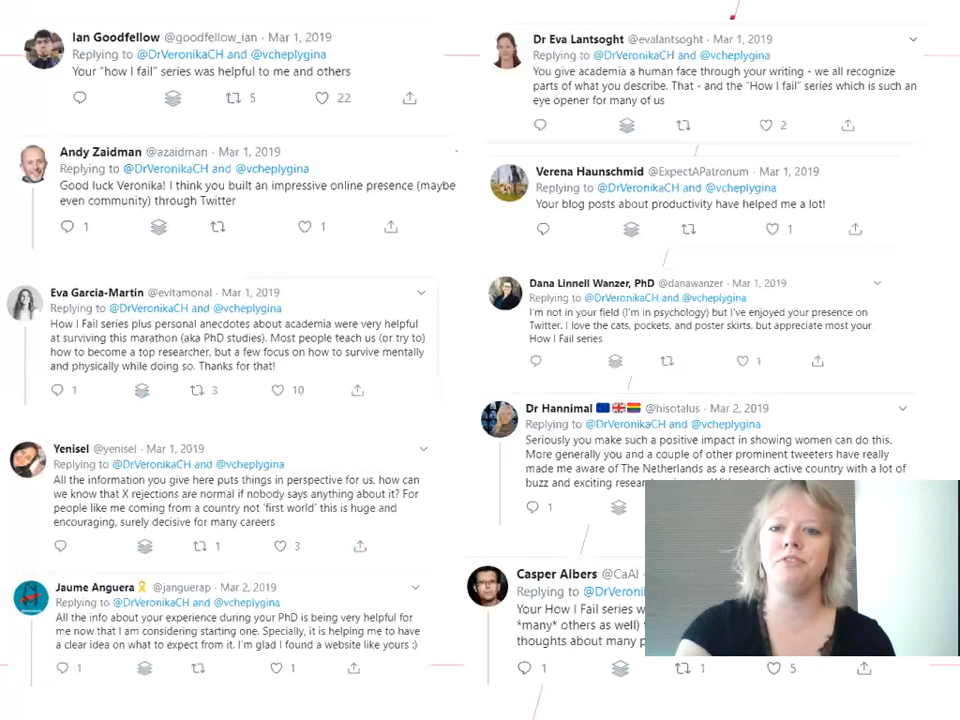 Ian Goodfellow @goodfellow_ian · Mar 1, 2019
Replying to @DrVeronikaCH and @vcheplygina
Your "how I fail" series was helpful to me and others
5 22
Andy Zaidman @azaidman · Mar 1, 2019
Replying to @DrVeronikaCH and @vcheplygina
Good luck Veronika! I think you built an impressive online presence (maybe
even community) through Twitter
1 1
Eva García-Martín @evitamonal · Mar 1, 2019
Replying to @DrVeronikaCH and @vcheplygina
How I Fail series plus personal anecdotes about academia were very helpful
at surviving this marathon (aka PhD studies). Most people teach us (or try to)
how to become a top researcher, but a few focus on how to survive mentally
and physically while doing so. Thanks for that!
1 3 10
Yenisel @yenisel · Mar 1, 2019
Replying to @DrVeronikaCH and @vcheplygina
All the information you give here puts things in perspective for us, how can
we know that X rejections are normal if nobody says anything about it? For
people like me coming from a country not 'first world' this is huge and
encouraging, surely decisive for many careers
1 3
Jaume Anguera @janguerap · Mar 2, 2019
Replying to @DrVeronikaCH and @vcheplygina
All the info about your experience during your PhD is being very helpful for
me now that I am considering starting one. Specially, it is helping me to have
a clear idea on what to expect from it. I'm glad I found a website like yours :)
1 1
Dr Eva Lantsoght @evalantsoght · Mar 1, 2019
Replying to @DrVeronikaCH and @vcheplygina
You give academia a human face through your writing - we all recognize
parts of what you describe. That - and the "How I fail" series which is such an
eye opener for many of us
2
Verena Haunschmid @ExpectAPatronum · Mar 1, 2019
Replying to @DrVeronikaCH and @vcheplygina
Your blog posts about productivity have helped me a lot!
1
Dana Linnell Wanzer, PhD @danawanzer · Mar 1, 2019
Replying to @DrVeronikaCH and @vcheplygina
I'm not in your field (I'm in psychology) but I've enjoyed your presence on
Twitter. I love the cats, pockets, and poster skirts, but appreciate most your
How I Fail series
1
Dr Hannimal @hisotalus · Mar 2, 2019
Replying to @DrVeronikaCH and @vcheplygina
Seriously you make such a positive impact in showing women can do this.
More generally you and a couple of other prominent tweeters have really
made me aware of The Netherlands as a research active country with a lot of
buzz and exciting
1
Casper Albers @CaAl
Replying to
Your How I Fail series
*many* others as well)
thoughts about many
1 1 5